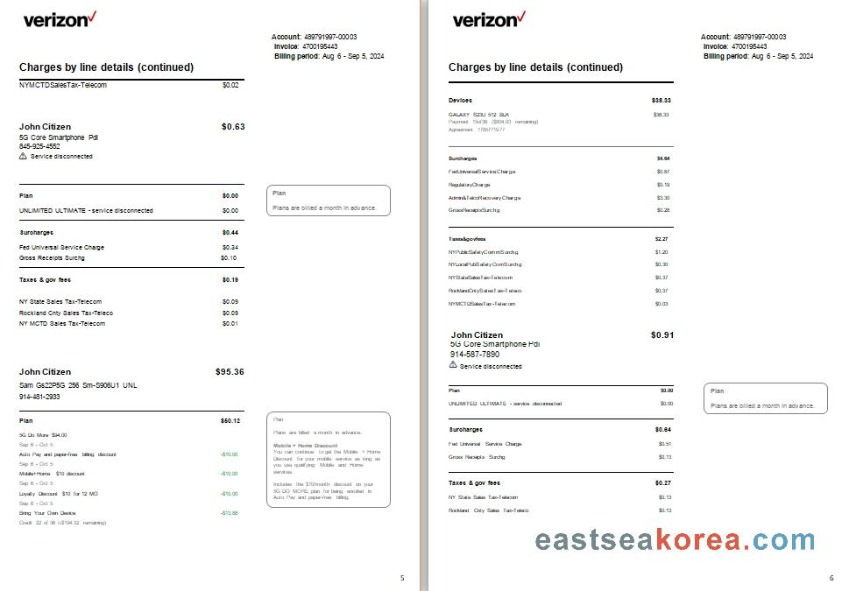 verizon
Account: 489791997-00003
Invoice: 4700195443
Billing period: Aug 6 - Sep 5, 2024
Charges by line details (continued)
NYMCTDSalesTax-Telecom $0.02
John Citizen $0.63
5G Core Smartphone Pdl
845-925-4552
Service disconnected
Plan $0.00
UNLIMITED ULTIMATE - service disconnected $0.00
Surcharges $0.44
Fed Universal Service Charge $0.34
Gross Receipts Surchg $0.10
Taxes & gov fees $0.19
NY State Sales Tax-Telecom $0.09
Rockland Cnty Sales Tax-Teleco $0.09
NY MCTD Sales Tax-Telecom $0.01
Plan
Plans are billed a month in advance.
John Citizen $95.36
Sam Gs22P5G 256 Sm-S906U1 UNL
914-481-2933
Plan $50.12
5G Do More $94.00
Sep 6 - Oct 5
Auto Pay and paper-free billing discount -$10.00
Sep 6 - Oct 5
Mobile+Home $10 discount -$10.00
Sep 6 - Oct 5
Loyalty Discount $10 for 12 MO -$10.00
Sep 6 - Oct 5
Bring Your Own Device -$13.88
Credit 22 of 36 remaining)
Plan
Plans are billed a month in advance.
Mobile + Home Discount
You can continue to get the Mobile + Home
Discount for your mobile service as long as
you use qualifying Mobile and Home
services.
Includes the $10/month discount on your
5G DO MORE plan for being enrolled in
Auto Pay and paper-free billing.
5
verizon
Account: 489791997-00003
Invoice: 4700195443
Billing period: Aug 6 - Sep 5, 2024
Charges by line details (continued)
Devices $38.33
GALAXY S23U 512 BLK $38.33
Payment of 36 remaining)
Agreement
Surcharges $4.64
FedUniversalServiceCharge $0.87
RegulatoryCharge $0.19
Admin&TelcoRecoveryCharge $3.30
GrossReceiptsSurchg $0.28
Taxes&govfees $2.27
NYPublicSafetyCommSurchg $1.20
NYLocalPubSafetyComSurchg $0.30
NYStateSalesTax-Telecom $0.37
RocklandCntySalesTax-Teleco $0.37
NYMCTDSalesTax-Telecom $0.03
John Citizen $0.91
5G Core Smartphone Pdl
914-587-7890
Service disconnected
Plan $0.00
UNLIMITED ULTIMATE - service disconnected $0.00
Surcharges $0.64
Fed Universal Service Charge $0.51
Gross Receipts Surchg $0.13
Taxes & gov fees $0.27
NY State Sales Tax-Telecom $0.13
Rockland Cnty Sales Tax-Teleco $0.13
Plan
Plans are billed a month in advance.
eastseakorea.com
6